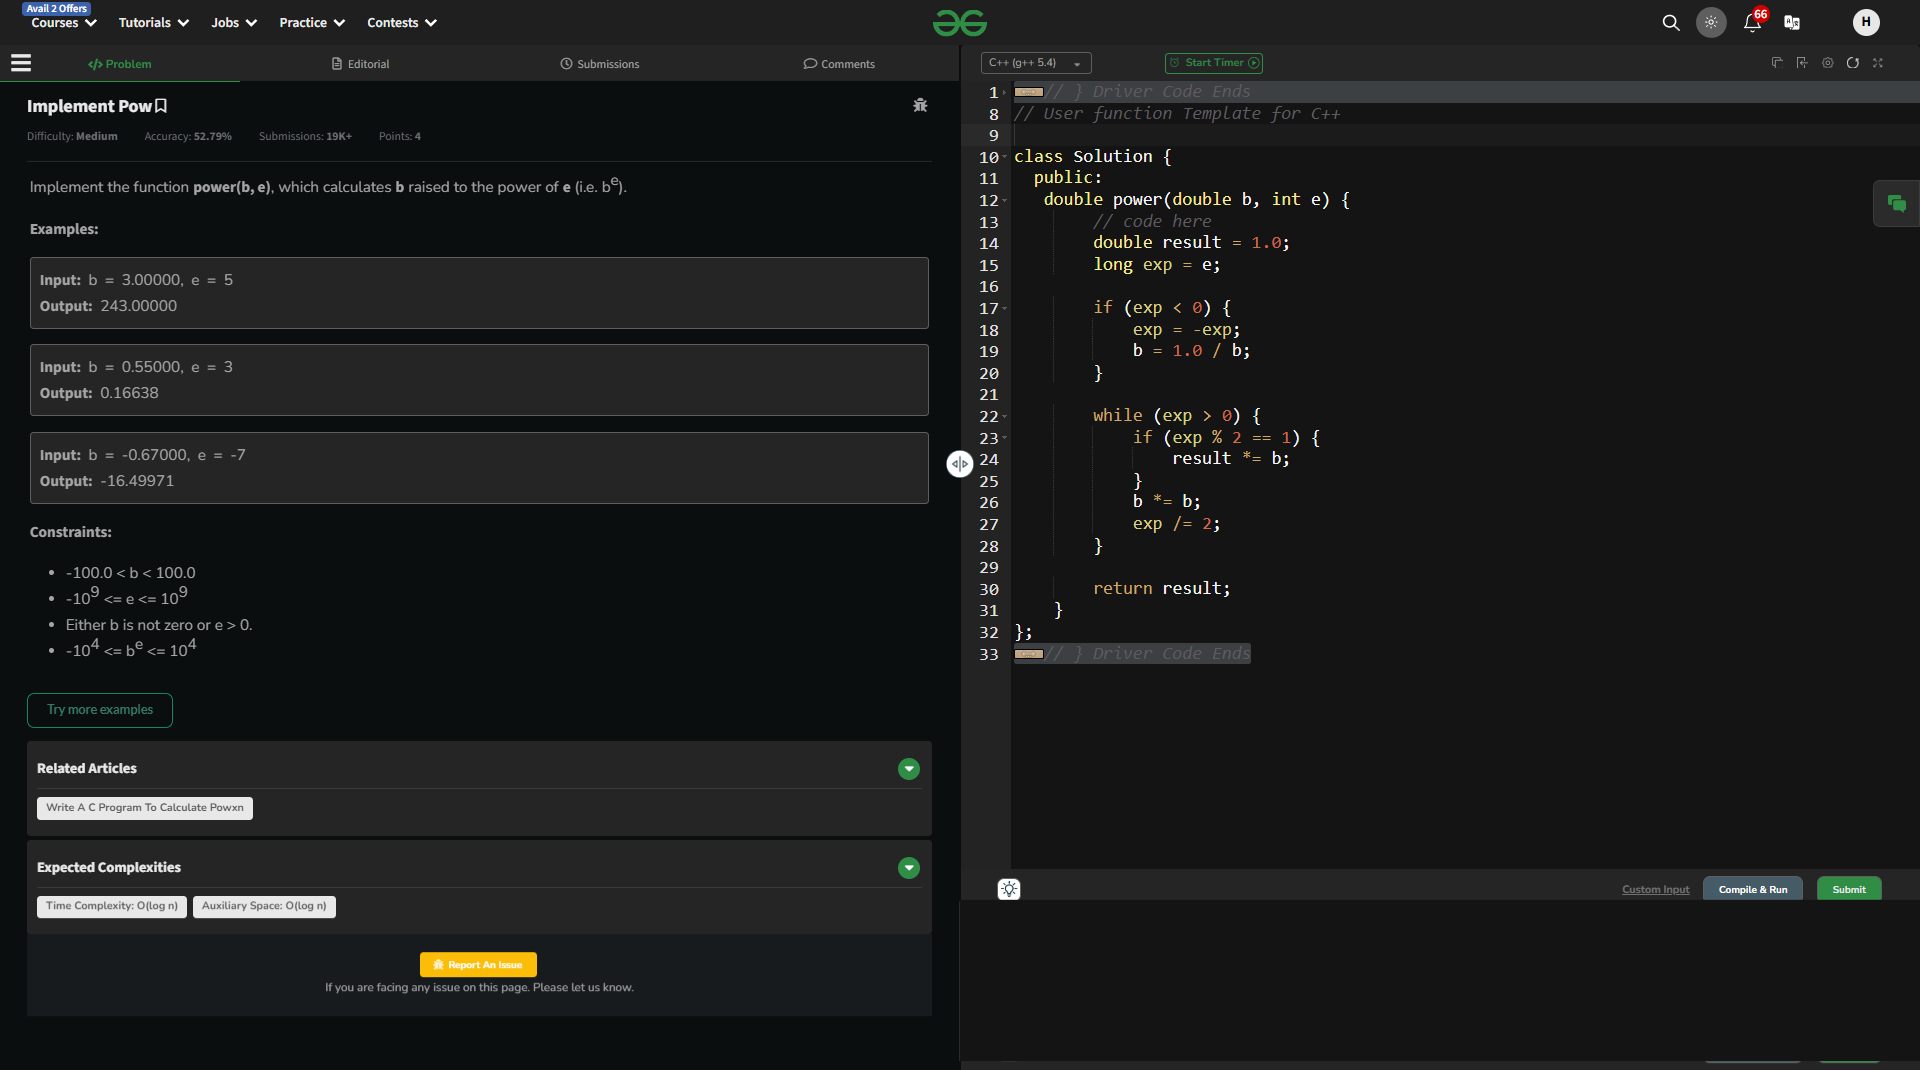 Avail 2 Offers
Courses Tutorials Jobs Practice Contests
66
H
Problem Editorial Submissions Comments
Implement Pow
Difficulty: Medium Accuracy: 52.79% Submissions: 19K+ Points: 4
Implement the function power(b, e), which calculates b raised to the power of e (i.e. b^e).
Examples:
Input: b = 3.00000, e = 5
Output: 243.00000
Input: b = 0.55000, e = 3
Output: 0.16638
Input: b = -0.67000, e = -7
Output: -16.49971
Constraints:
• -100.0 < b < 100.0
• -10^9 <= e <= 10^9
• Either b is not zero or e > 0.
• -10^4 <= b^e <= 10^4
Try more examples
Related Articles
Write A C Program To Calculate Powxn
Expected Complexities
Time Complexity: O(log n) Auxiliary Space: O(log n)
Report An Issue
If you are facing any issue on this page. Please let us know.
C++ (g++ 5.4) Start Timer
1 // } Driver Code Ends
8 // User function Template for C++
9
10 class Solution {
11 public:
12 double power(double b, int e) {
13 // code here
14 double result = 1.0;
15 long exp = e;
16
17 if (exp < 0) {
18 exp = -exp;
19 b = 1.0 / b;
20 }
21
22 while (exp > 0) {
23 if (exp % 2 == 1) {
24 result *= b;
25 }
26 b *= b;
27 exp /= 2;
28 }
29
30 return result;
31 }
32 };
33 // } Driver Code Ends
Custom Input Compile & Run Submit